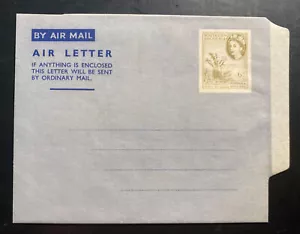 BY AIR MAIL
AIR LETTER
IF ANYTHING IS ENCLOSED
THIS LETTER WILL BE SENT
BY ORDINARY MAIL.